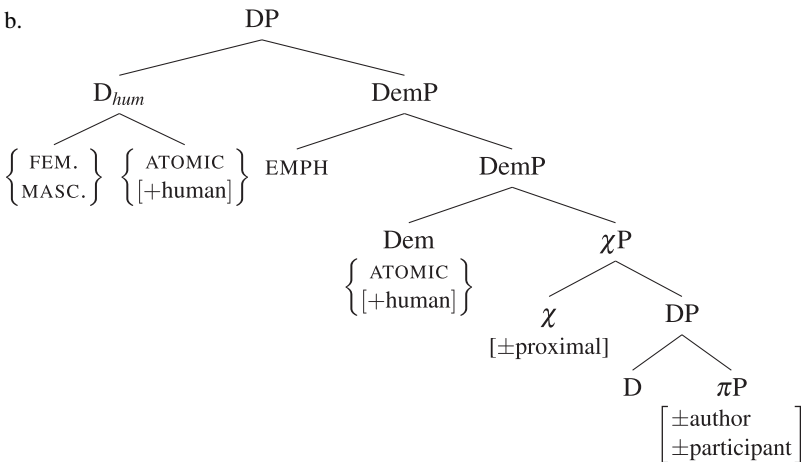 b. DP
D_hum DemP
{ FEM. MASC. } { ATOMIC [+human] } EMPH DemP
Dem χP
{ ATOMIC [+human] } χ DP
[±proximal]
D πP
[ ±author
±participant ]